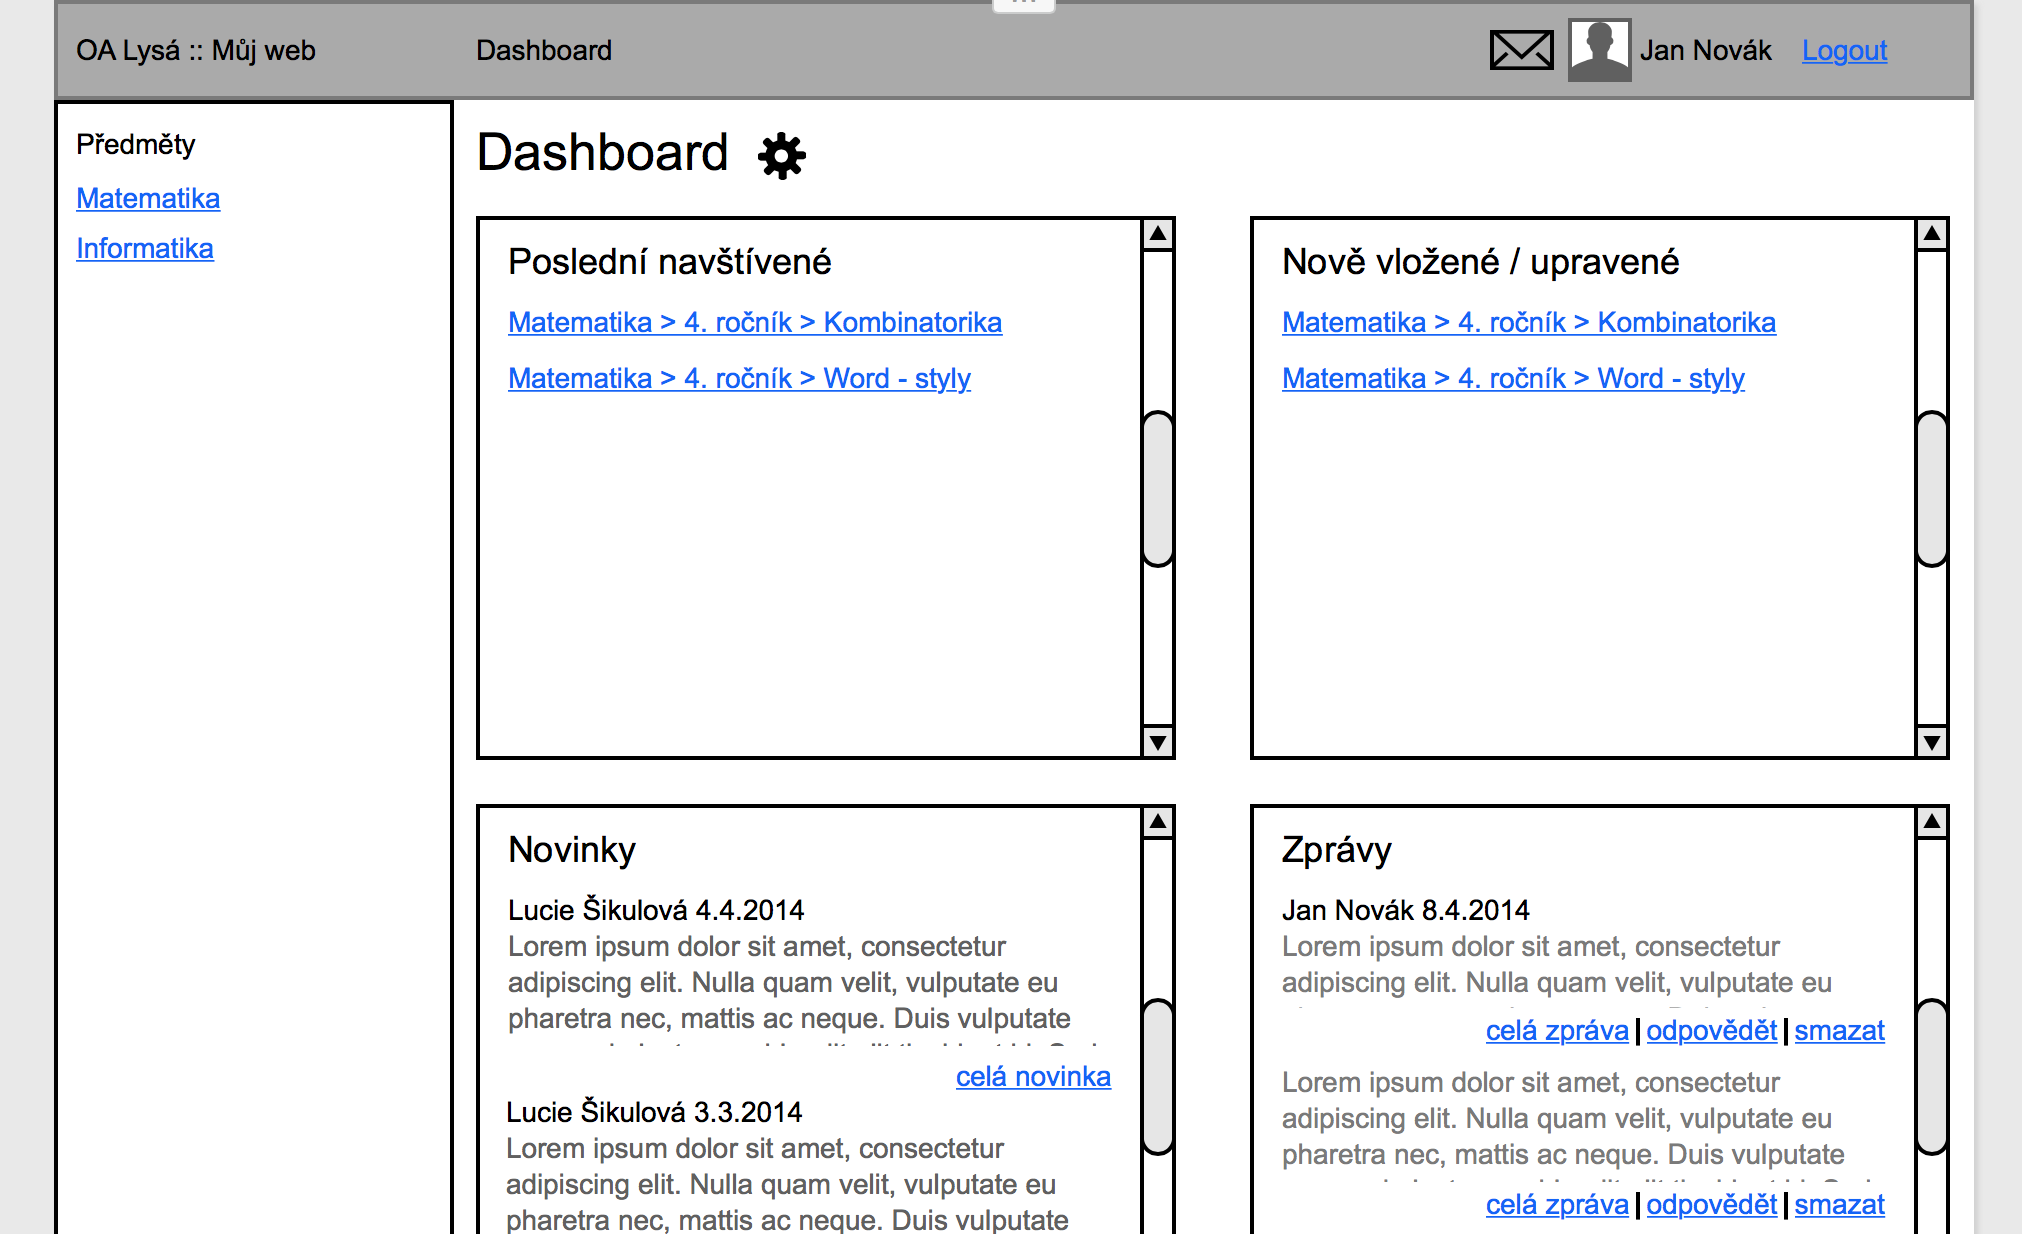 OA Lysá :: Můj web
Dashboard
Jan Novák
Logout
Předměty
Matematika
Informatika
Dashboard
Poslední navštívené
Matematika > 4. ročník > Kombinatorika
Matematika > 4. ročník > Word - styly
Nově vložené / upravené
Matematika > 4. ročník > Kombinatorika
Matematika > 4. ročník > Word - styly
Novinky
Lucie Šikulová 4.4.2014
Lorem ipsum dolor sit amet, consectetur
adipiscing elit. Nulla quam velit, vulputate eu
pharetra nec, mattis ac neque. Duis vulputate
celá novinka
Lucie Šikulová 3.3.2014
Lorem ipsum dolor sit amet, consectetur
adipiscing elit. Nulla quam velit, vulputate eu
pharetra nec, mattis ac neque. Duis vulputate
Zprávy
Jan Novák 8.4.2014
Lorem ipsum dolor sit amet, consectetur
adipiscing elit. Nulla quam velit, vulputate eu
celá zpráva | odpovědět | smazat
Lorem ipsum dolor sit amet, consectetur
adipiscing elit. Nulla quam velit, vulputate eu
pharetra nec, mattis ac neque. Duis vulputate
celá zpráva | odpovědět | smazat